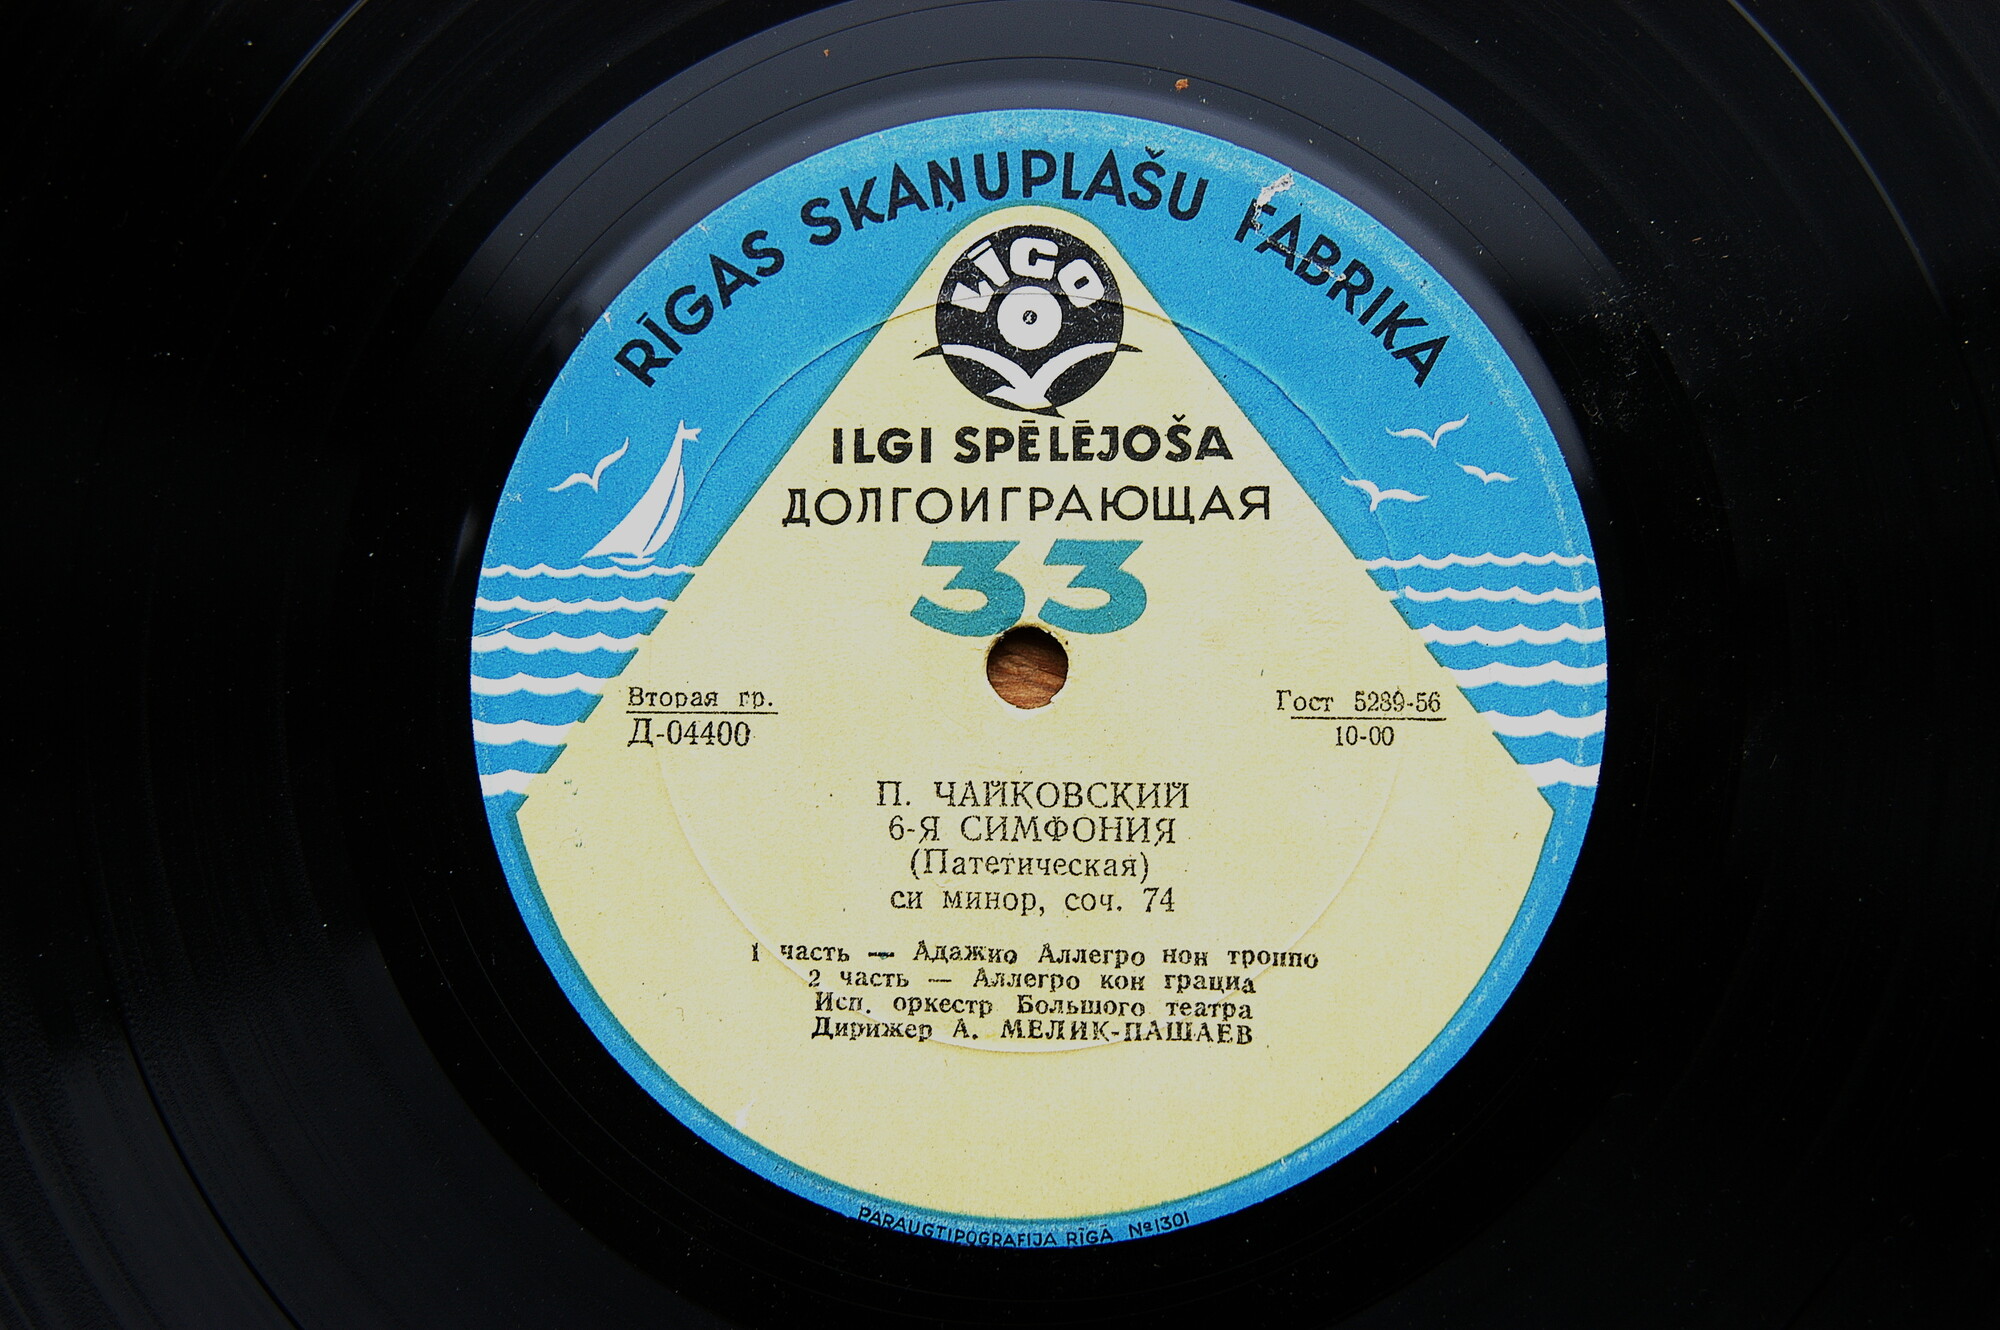 RĪGAS SKAŅUPLAŠU FABRIKA
LĪGO
ILGI SPĒLĒJOŠA
ДОЛГОИГРАЮЩАЯ
33
Вторая гр.
Д-04400
Гост 5289-56
10-00
П. ЧАЙКОВСКИЙ
6-Я СИМФОНИЯ
(Патетическая)
си минор, соч. 74
1 часть — Адажио Аллегро нон троппо
2 часть — Аллегро кон грациа
Исп. оркестр Большого театра
Дирижер А. МЕЛИК-ПАШАЕВ
PARAUGTIPOGRAFIJA RĪGĀ №1301